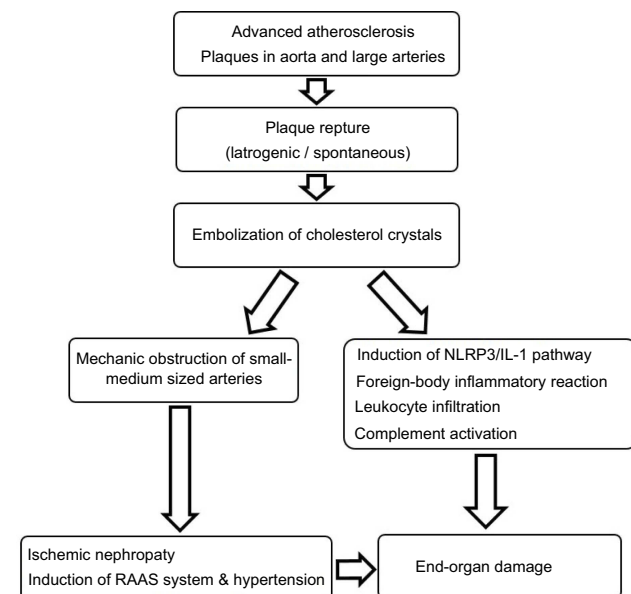 Advanced atherosclerosis
Plaques in aorta and large arteries
Plaque repture
(Iatrogenic / spontaneous)
Embolization of cholesterol crystals
Mechanic obstruction of small-
medium sized arteries
Induction of NLRP3/IL-1 pathway
Foreign-body inflammatory reaction
Leukocyte infiltration
Complement activation
Ischemic nephropaty
Induction of RAAS system & hypertension
End-organ damage